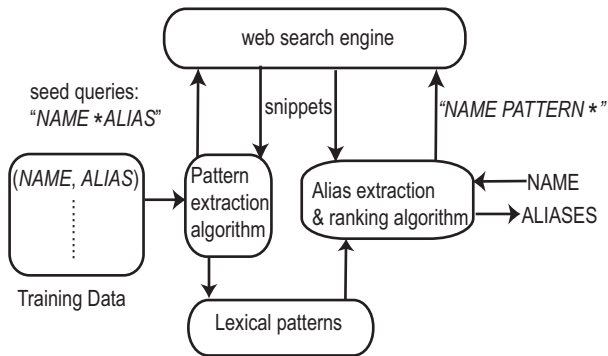 web search engine
seed queries:
“NAME *ALIAS”
snippets
“NAME PATTERN *”
(NAME, ALIAS)
Pattern
extraction
algorithm
Alias extraction
& ranking algorithm
NAME
ALIASES
Training Data
Lexical patterns